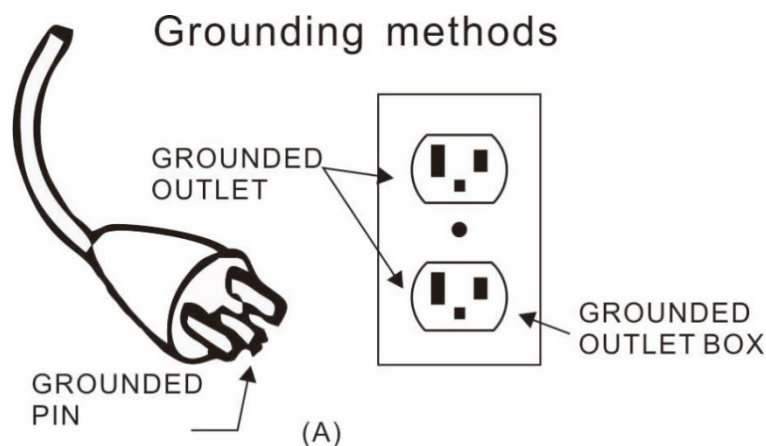 Grounding methods
GROUNDED
OUTLET
GROUNDED
OUTLET BOX
GROUNDED
PIN
(A)